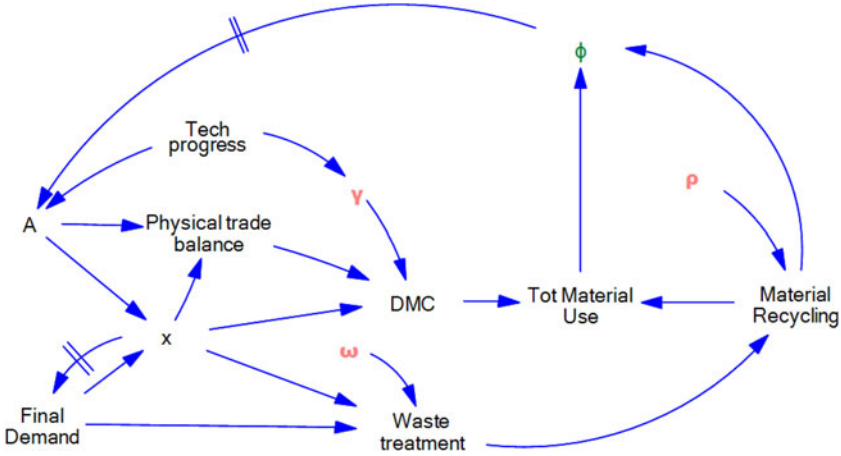 ϕ
Tech
progress
γ
ρ
A
Physical trade
balance
DMC
Tot Material
Use
Material
Recycling
x
ω
Final
Demand
Waste
treatment